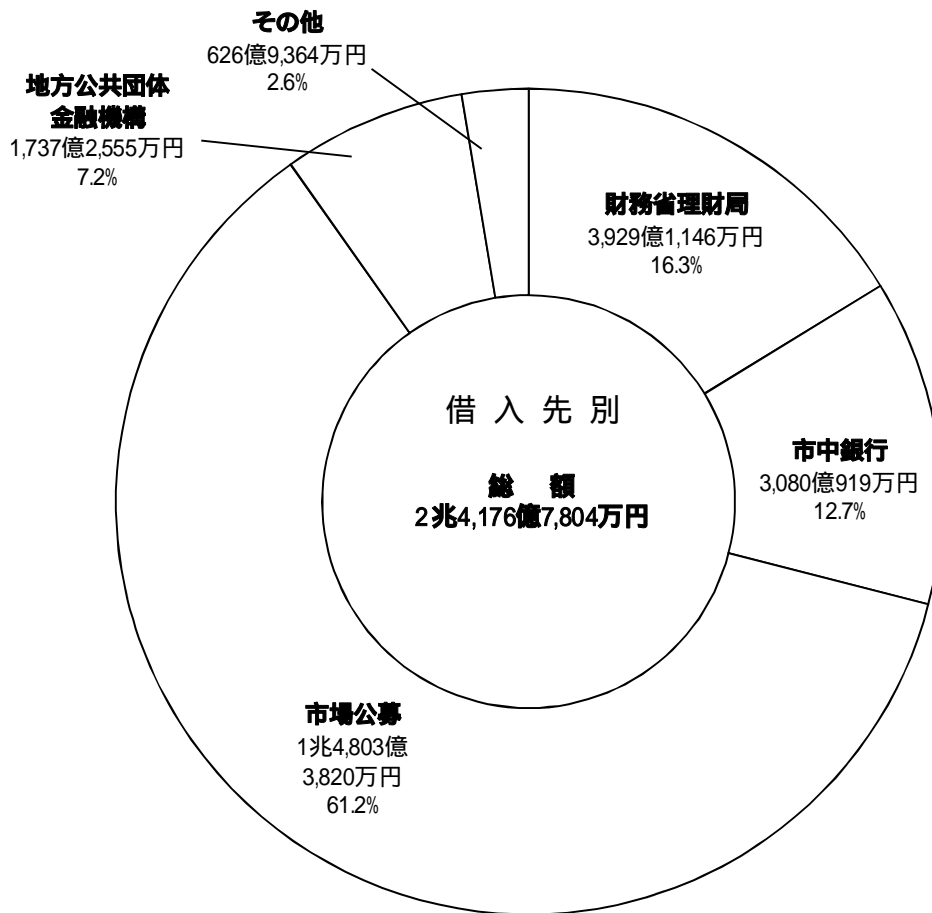 その他
626億9,364万円
2.6%
地方公共団体
金融機構
1,737億2,555万円
7.2%
財務省理財局
3,929億1,146万円
16.3%
借入先別
総額
2兆4,176億7,804万円
市中銀行
3,080億919万円
12.7%
市場公募
1兆4,803億
3,820万円
61.2%